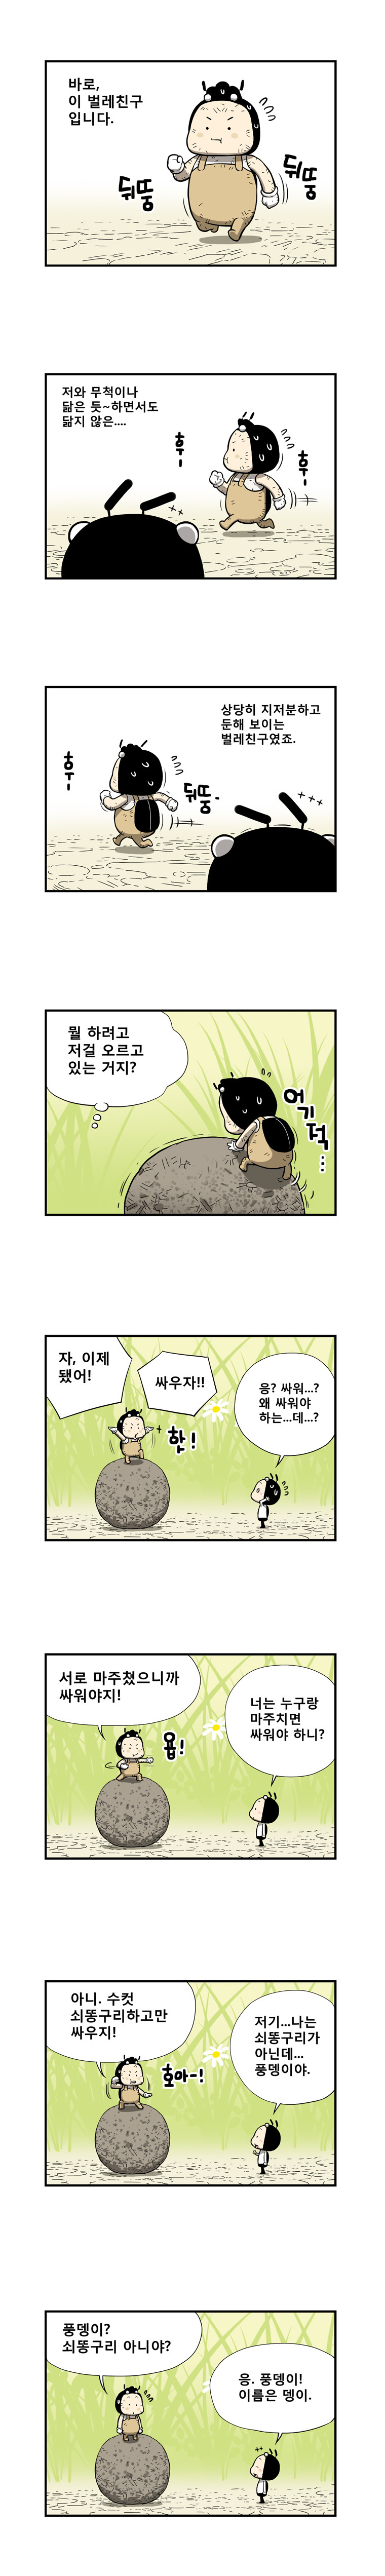 바로,
이 벌레친구
입니다.
뒤뚱
뒤뚱
저와 무척이나
닮은 듯~하면서도
닮지 않은....
후-
후-
상당히 지저분하고
둔해 보이는
벌레친구였죠.
후-
뒤뚱-
뭘 하려고
저걸 오르고
있는 거지?
어기적...
자, 이제
됐어!
싸우자!!
핫!
응? 싸워...?
왜 싸워야
하는...데...?
서로 마주쳤으니까
싸워야지!
욥!
너는 누구랑
마주치면
싸워야 하니?
아니. 수컷
쇠똥구리하고만
싸우지!
호아-!
저기...나는
쇠똥구리가
아닌데...
풍뎅이야.
풍뎅이?
쇠똥구리 아니야?
응. 풍뎅이!
이름은 뎅이.